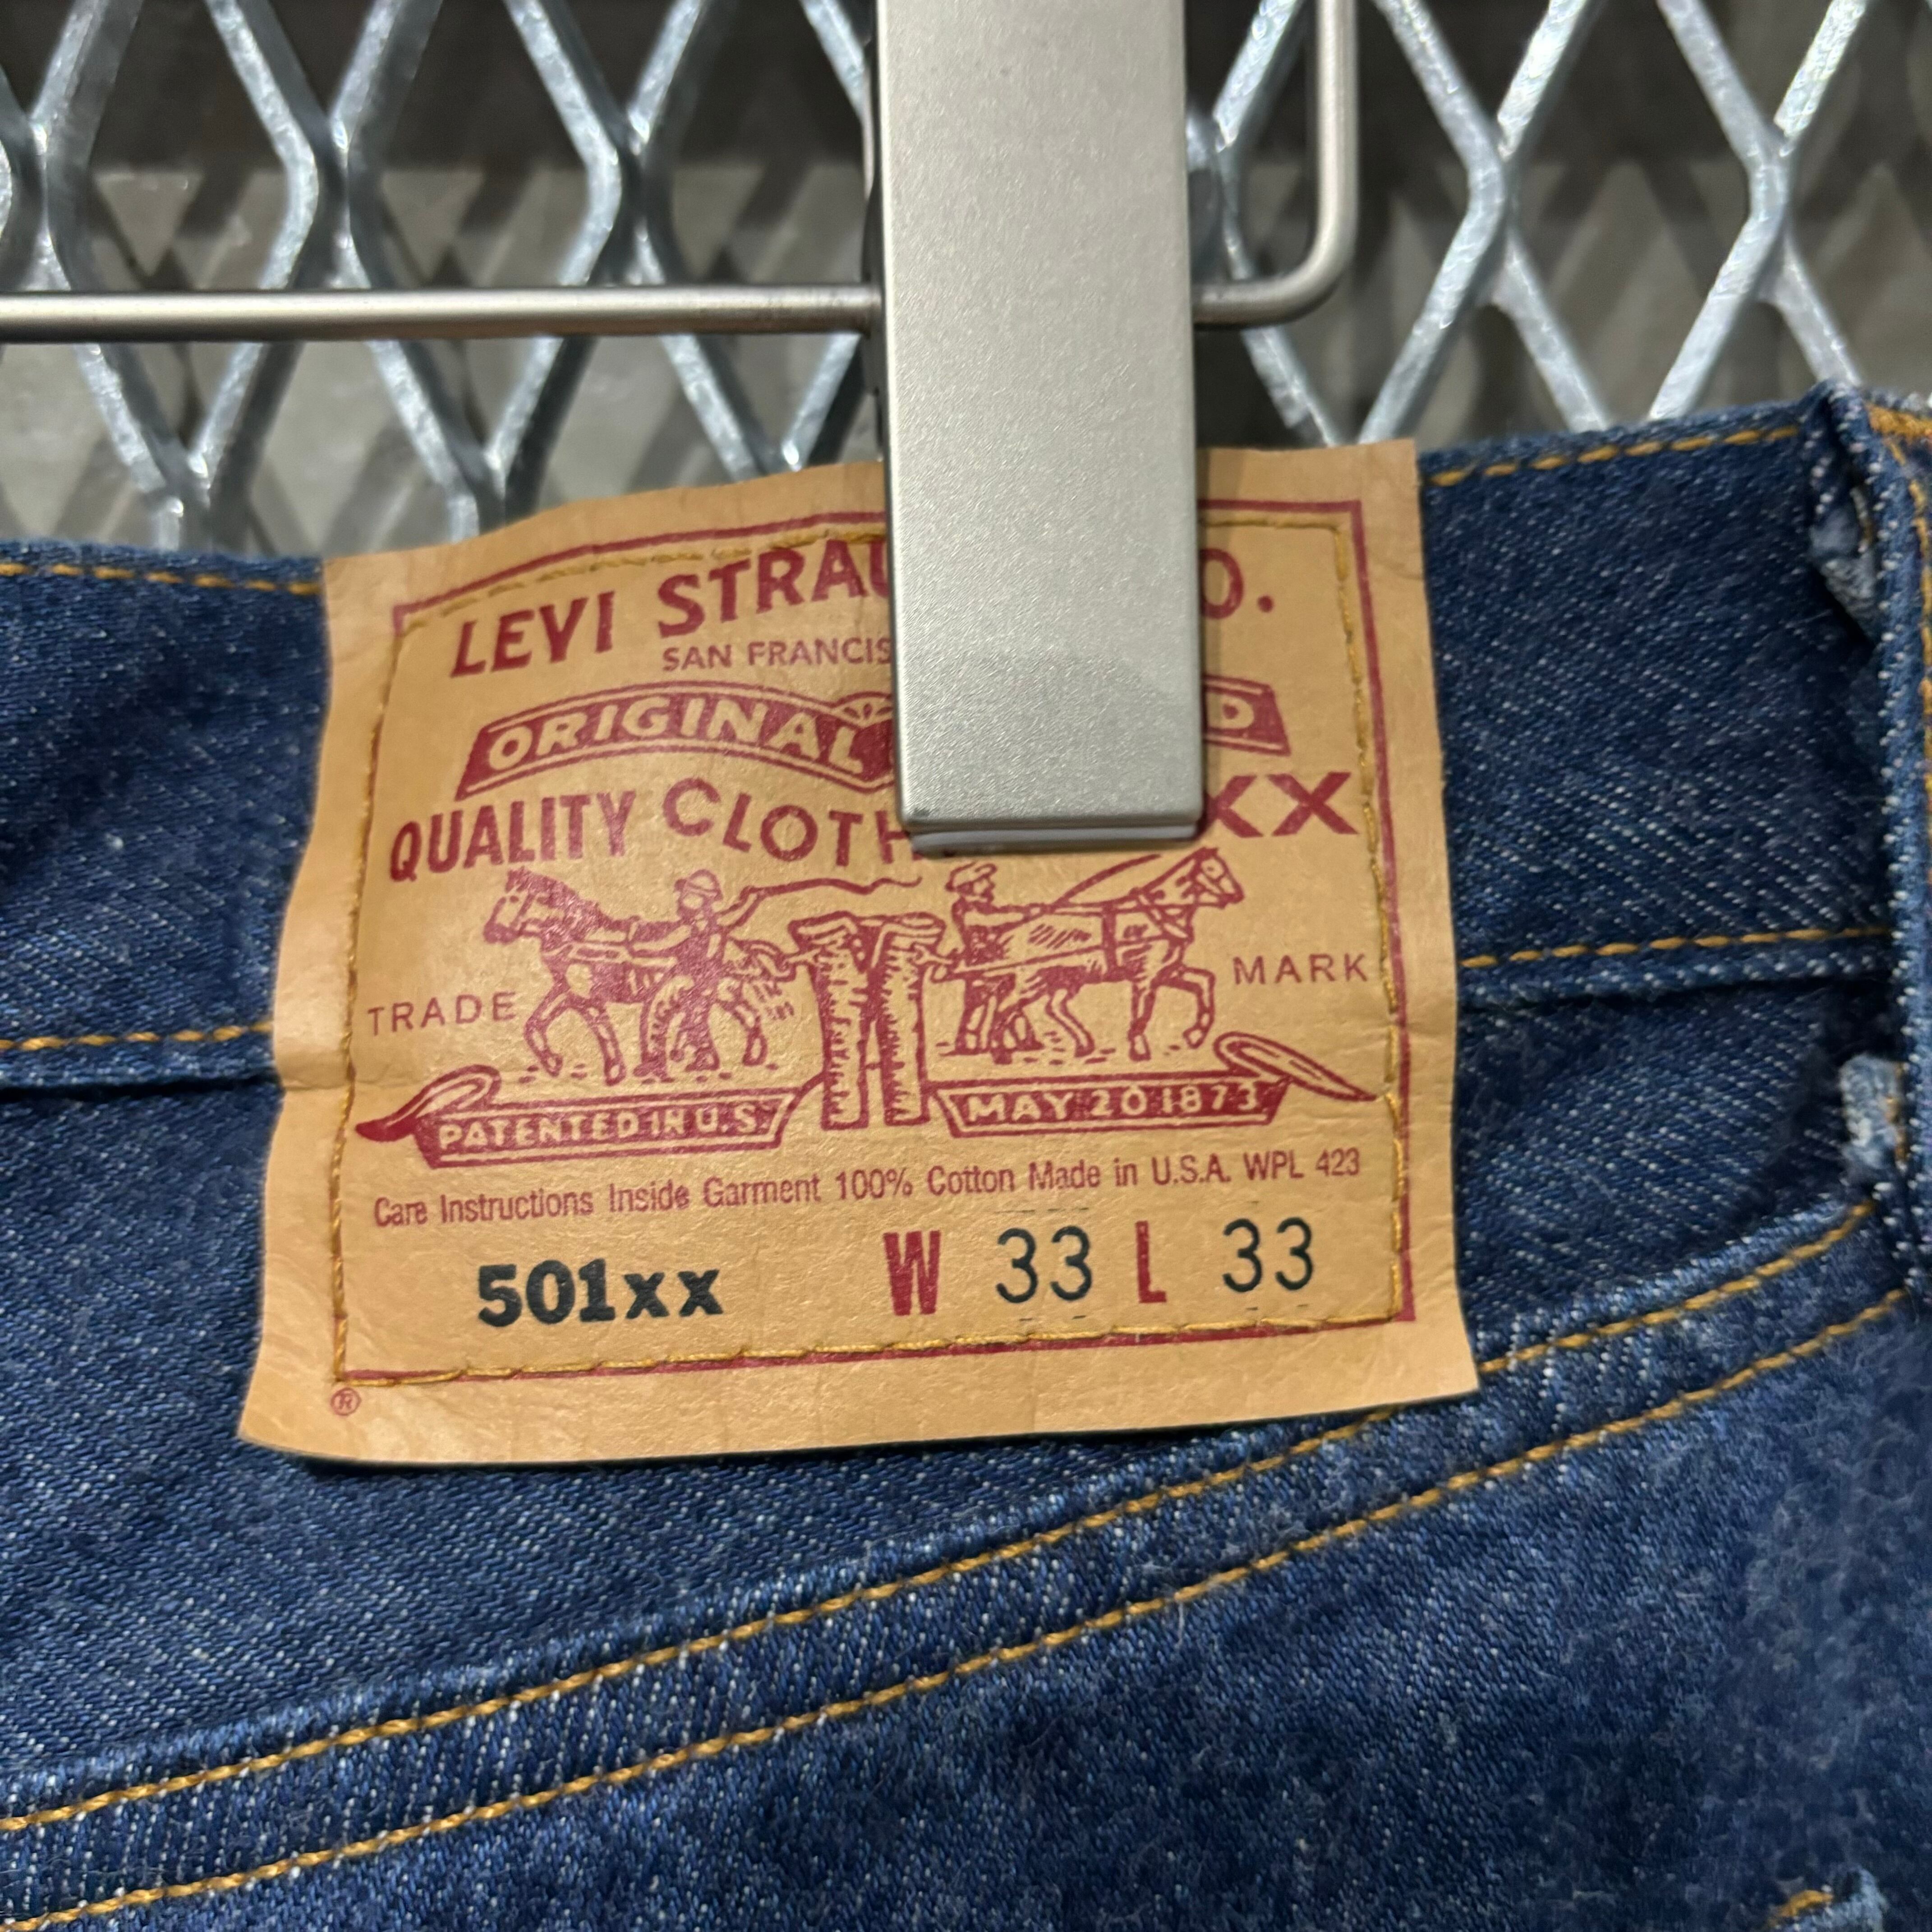 LEVI STRAU O.
SAN FRANCIS
ORIGINAL D
QUALITY CLOTH XX
TRADE MARK
PATENTED IN U.S. MAY 20 1873
Care Instructions Inside Garment 100% Cotton Made in U.S.A. WPL 423
501xx W 33 L 33
®